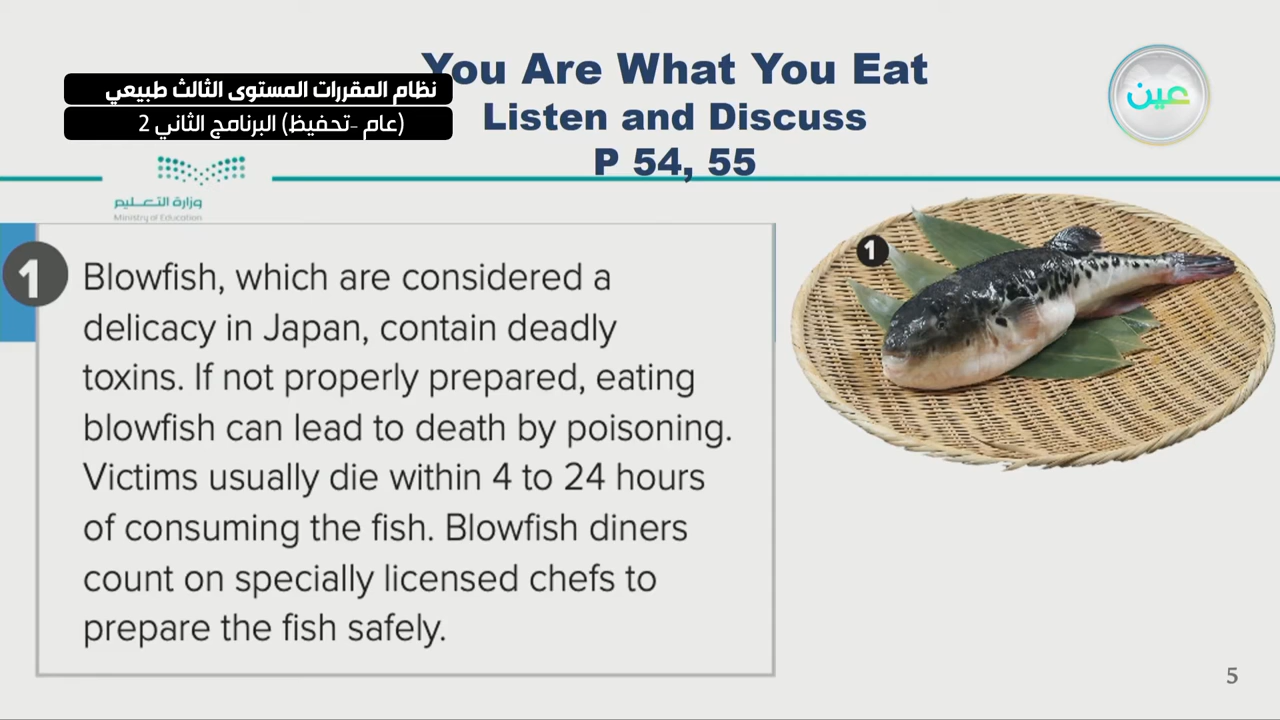 You Are What You Eat
نظام المقررات المستوى الثالث طبيعي
Listen and Discuss
(عام -تحفيظ) البرنامج الثاني 2
P 54, 55
عين
وزارة التعـــليم
Ministry of Education
1
Blowfish, which are considered a
delicacy in Japan, contain deadly
toxins. If not properly prepared, eating
blowfish can lead to death by poisoning.
Victims usually die within 4 to 24 hours
of consuming the fish. Blowfish diners
count on specially licensed chefs to
prepare the fish safely.
1
5